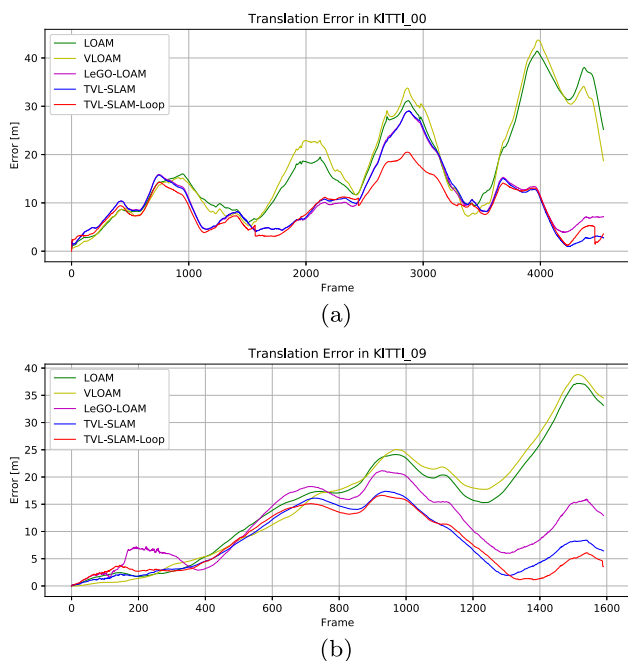 Translation Error in KITTI_00
Error [m]
40
30
20
10
0
LOAM
VLOAM
LeGO-LOAM
TVL-SLAM
TVL-SLAM-Loop
0 1000 2000 3000 4000
Frame
(a)
Translation Error in KITTI_09
Error [m]
40
35
30
25
20
15
10
5
0
LOAM
VLOAM
LeGO-LOAM
TVL-SLAM
TVL-SLAM-Loop
0 200 400 600 800 1000 1200 1400 1600
Frame
(b)